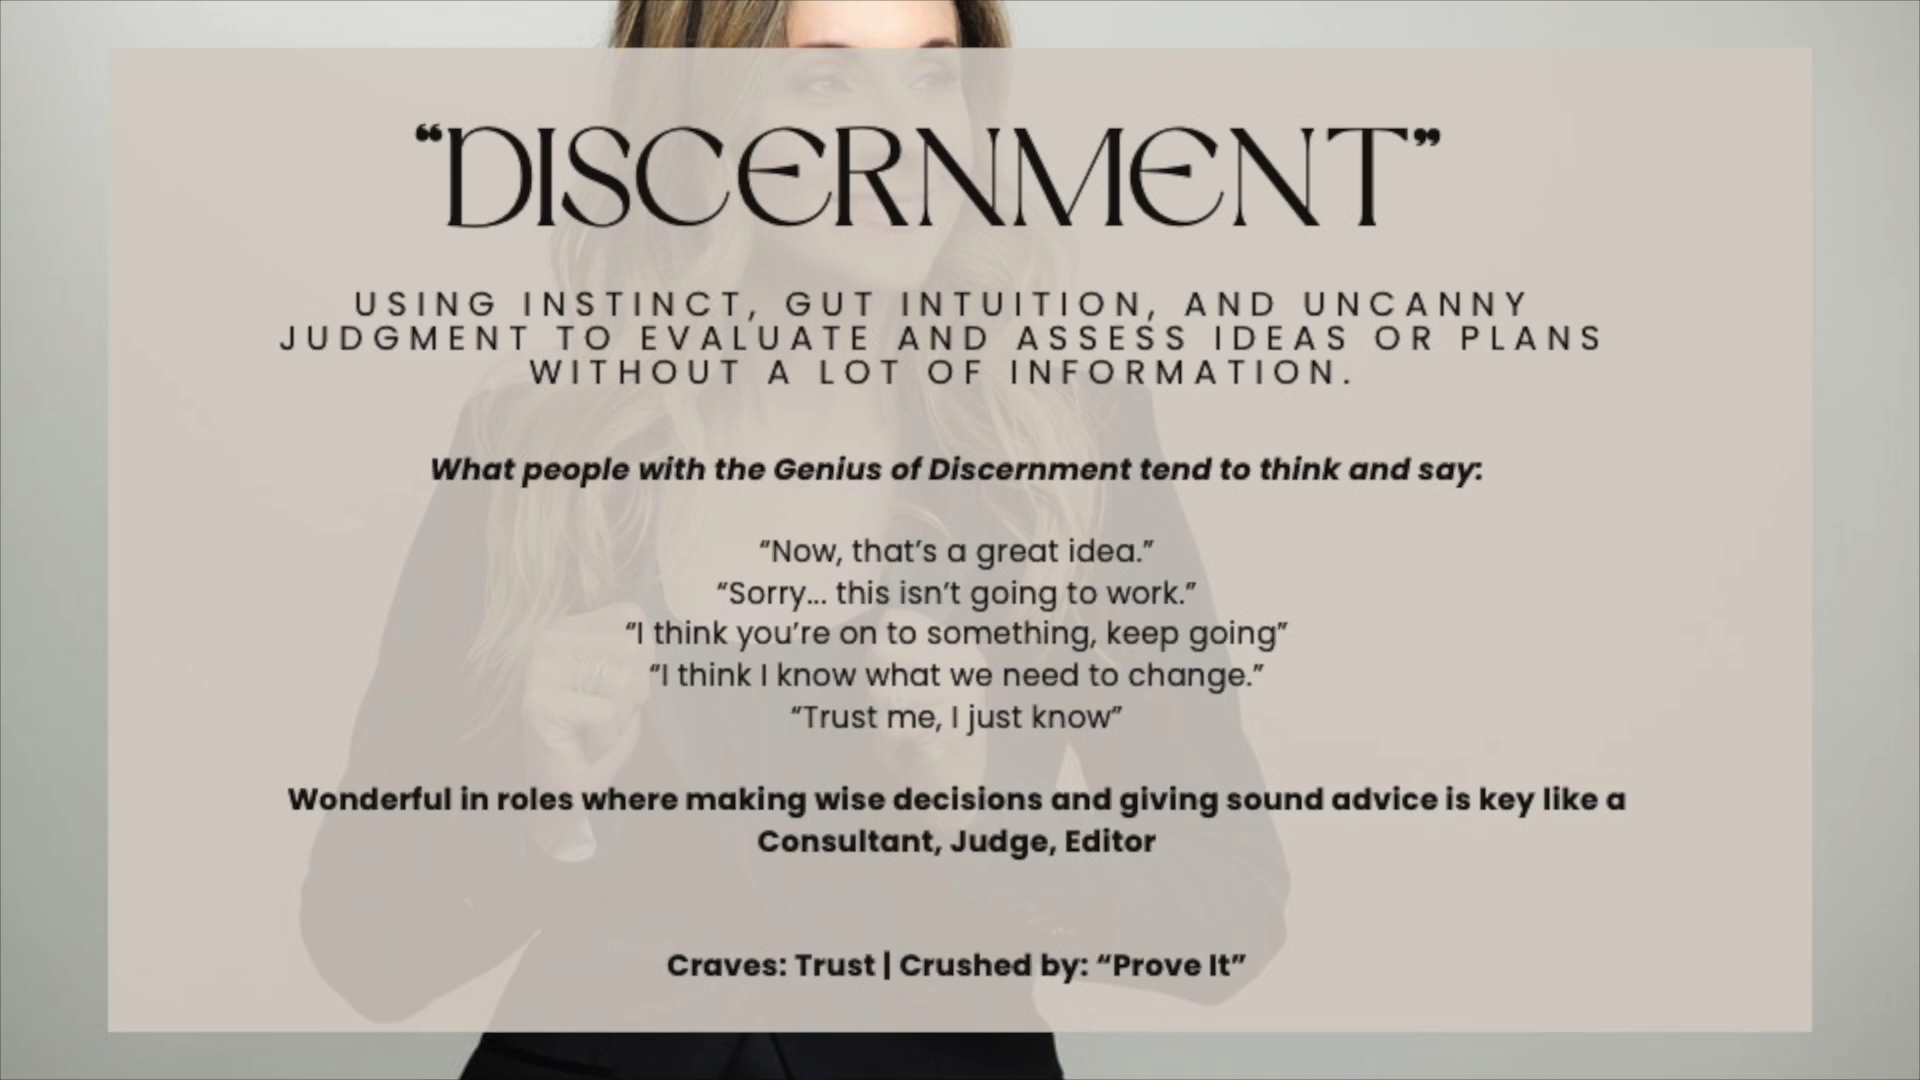 “DISCERNMENT”
USING INSTINCT, GUT INTUITION, AND UNCANNY
JUDGMENT TO EVALUATE AND ASSESS IDEAS OR PLANS
WITHOUT A LOT OF INFORMATION.
What people with the Genius of Discernment tend to think and say:
“Now, that’s a great idea.”
“Sorry... this isn’t going to work.”
“I think you’re on to something, keep going”
“I think I know what we need to change.”
“Trust me, I just know”
Wonderful in roles where making wise decisions and giving sound advice is key like a
Consultant, Judge, Editor
Craves: Trust | Crushed by: “Prove It”